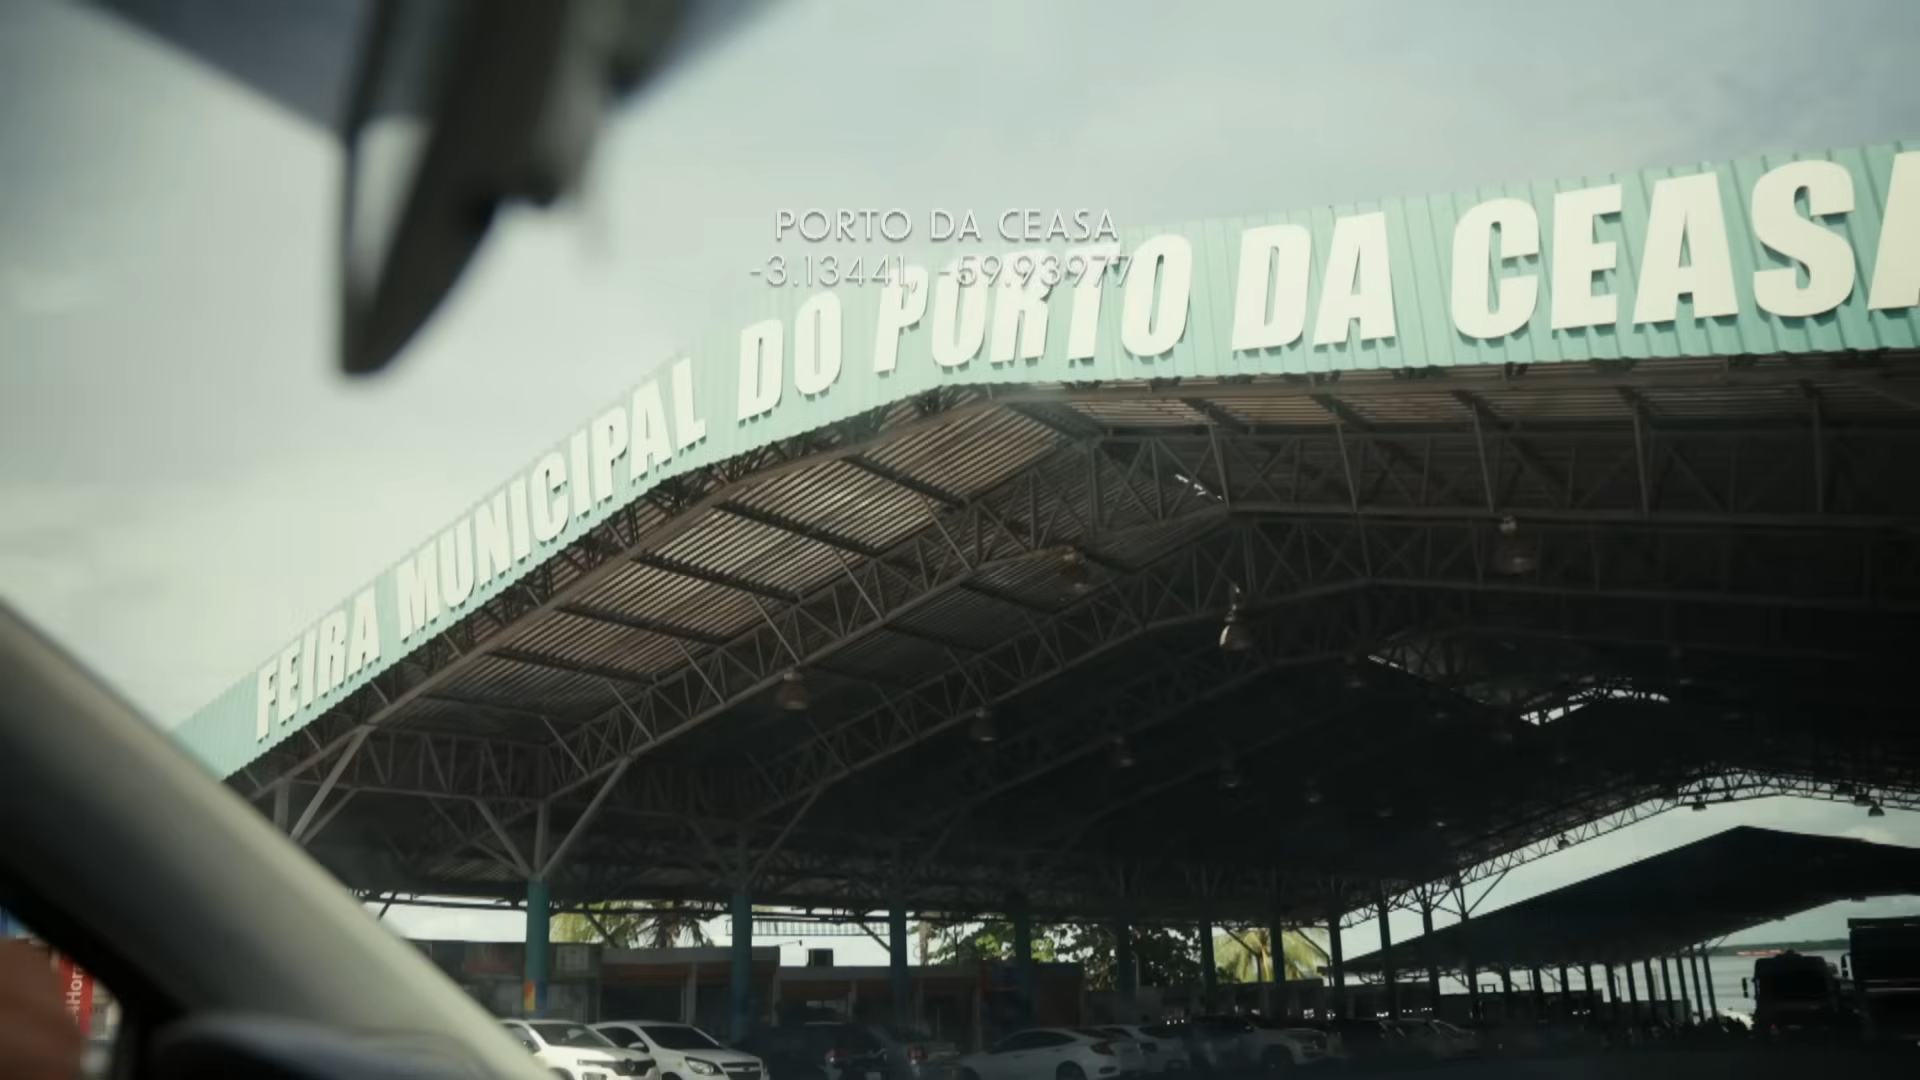 PORTO DA CEASA
-3.13441, -59.93977
FEIRA MUNICIPAL DO PORTO DA CEASA